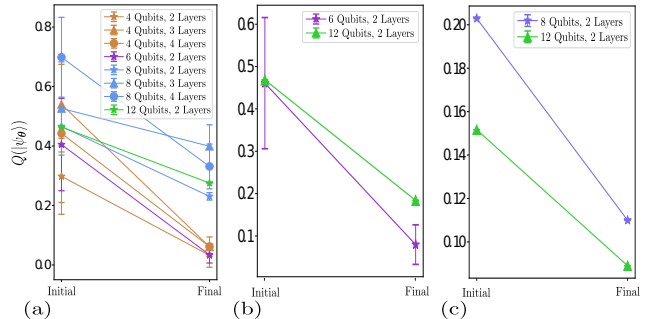 4 Qubits, 2 Layers
4 Qubits, 3 Layers
4 Qubits, 4 Layers
6 Qubits, 2 Layers
8 Qubits, 2 Layers
8 Qubits, 3 Layers
8 Qubits, 4 Layers
12 Qubits, 2 Layers
Q(|ψ_θ⟩)
0.8
0.6
0.4
0.2
0.0
Initial
Final
(a)
6 Qubits, 2 Layers
12 Qubits, 2 Layers
0.6
0.5
0.4
0.3
0.2
0.1
Initial
Final
(b)
8 Qubits, 2 Layers
12 Qubits, 2 Layers
0.20
0.18
0.16
0.14
0.12
0.10
Initial
Final
(c)